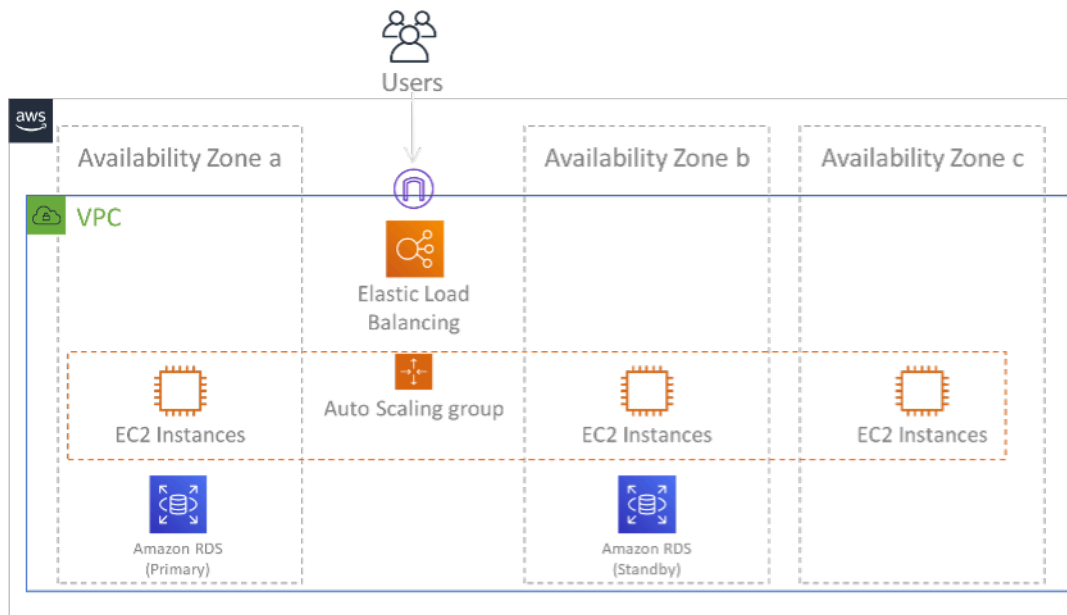 Users
aws
Availability Zone a
Availability Zone b
Availability Zone c
VPC
Elastic Load
Balancing
Auto Scaling group
EC2 Instances
EC2 Instances
EC2 Instances
Amazon RDS
(Primary)
Amazon RDS
(Standby)